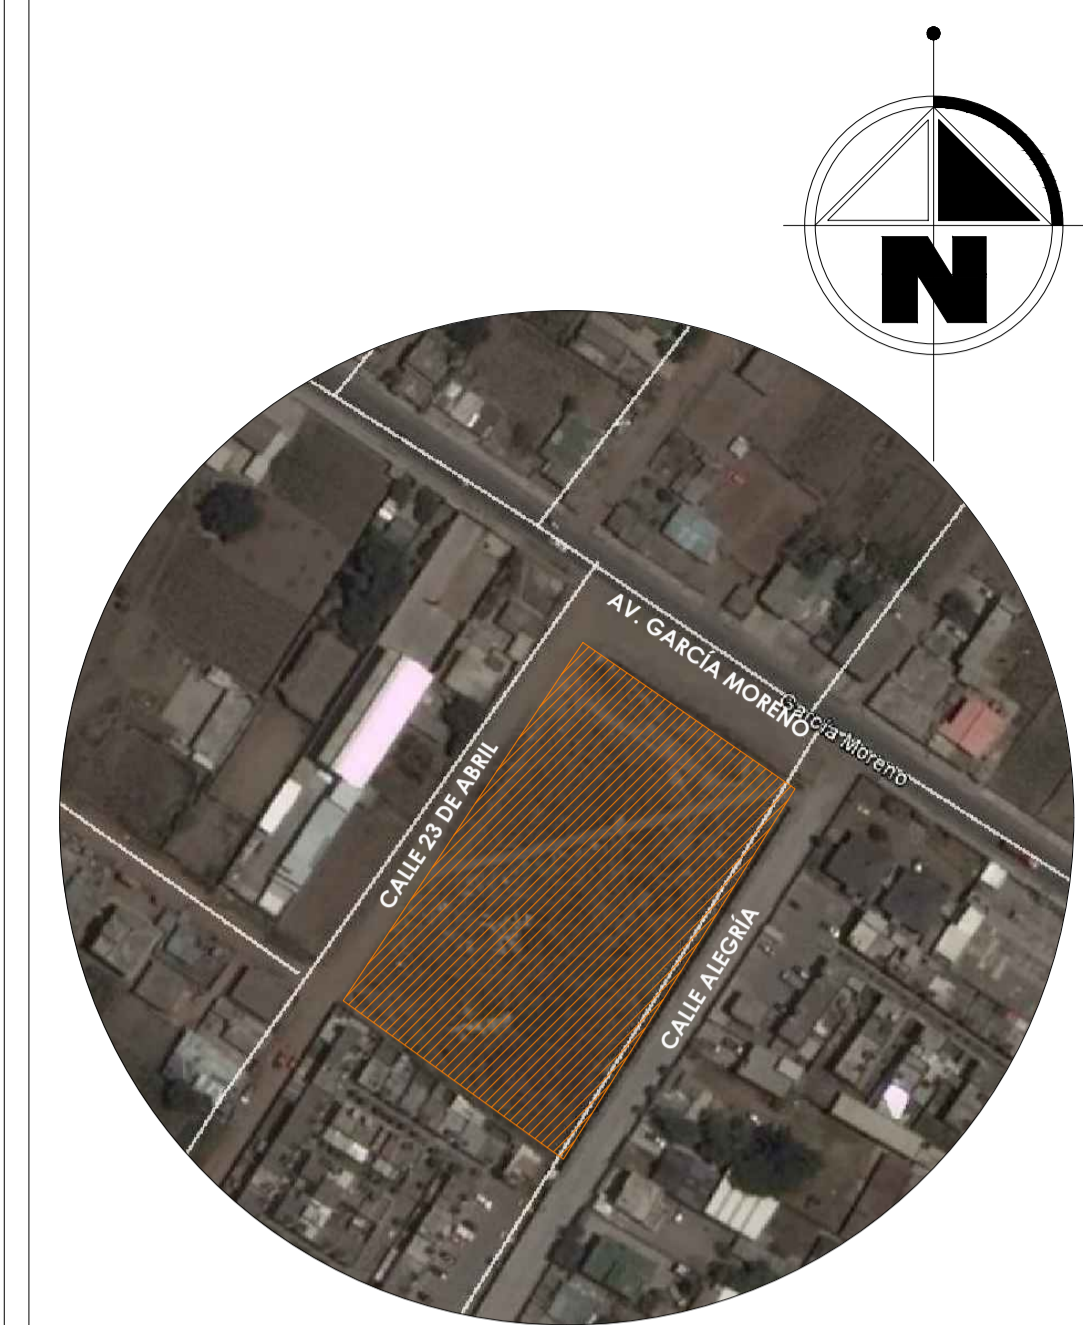 N
AV. GARCÍA MORENO
García Moreno
CALLE 23 DE ABRIL
CALLE ALEGRÍA